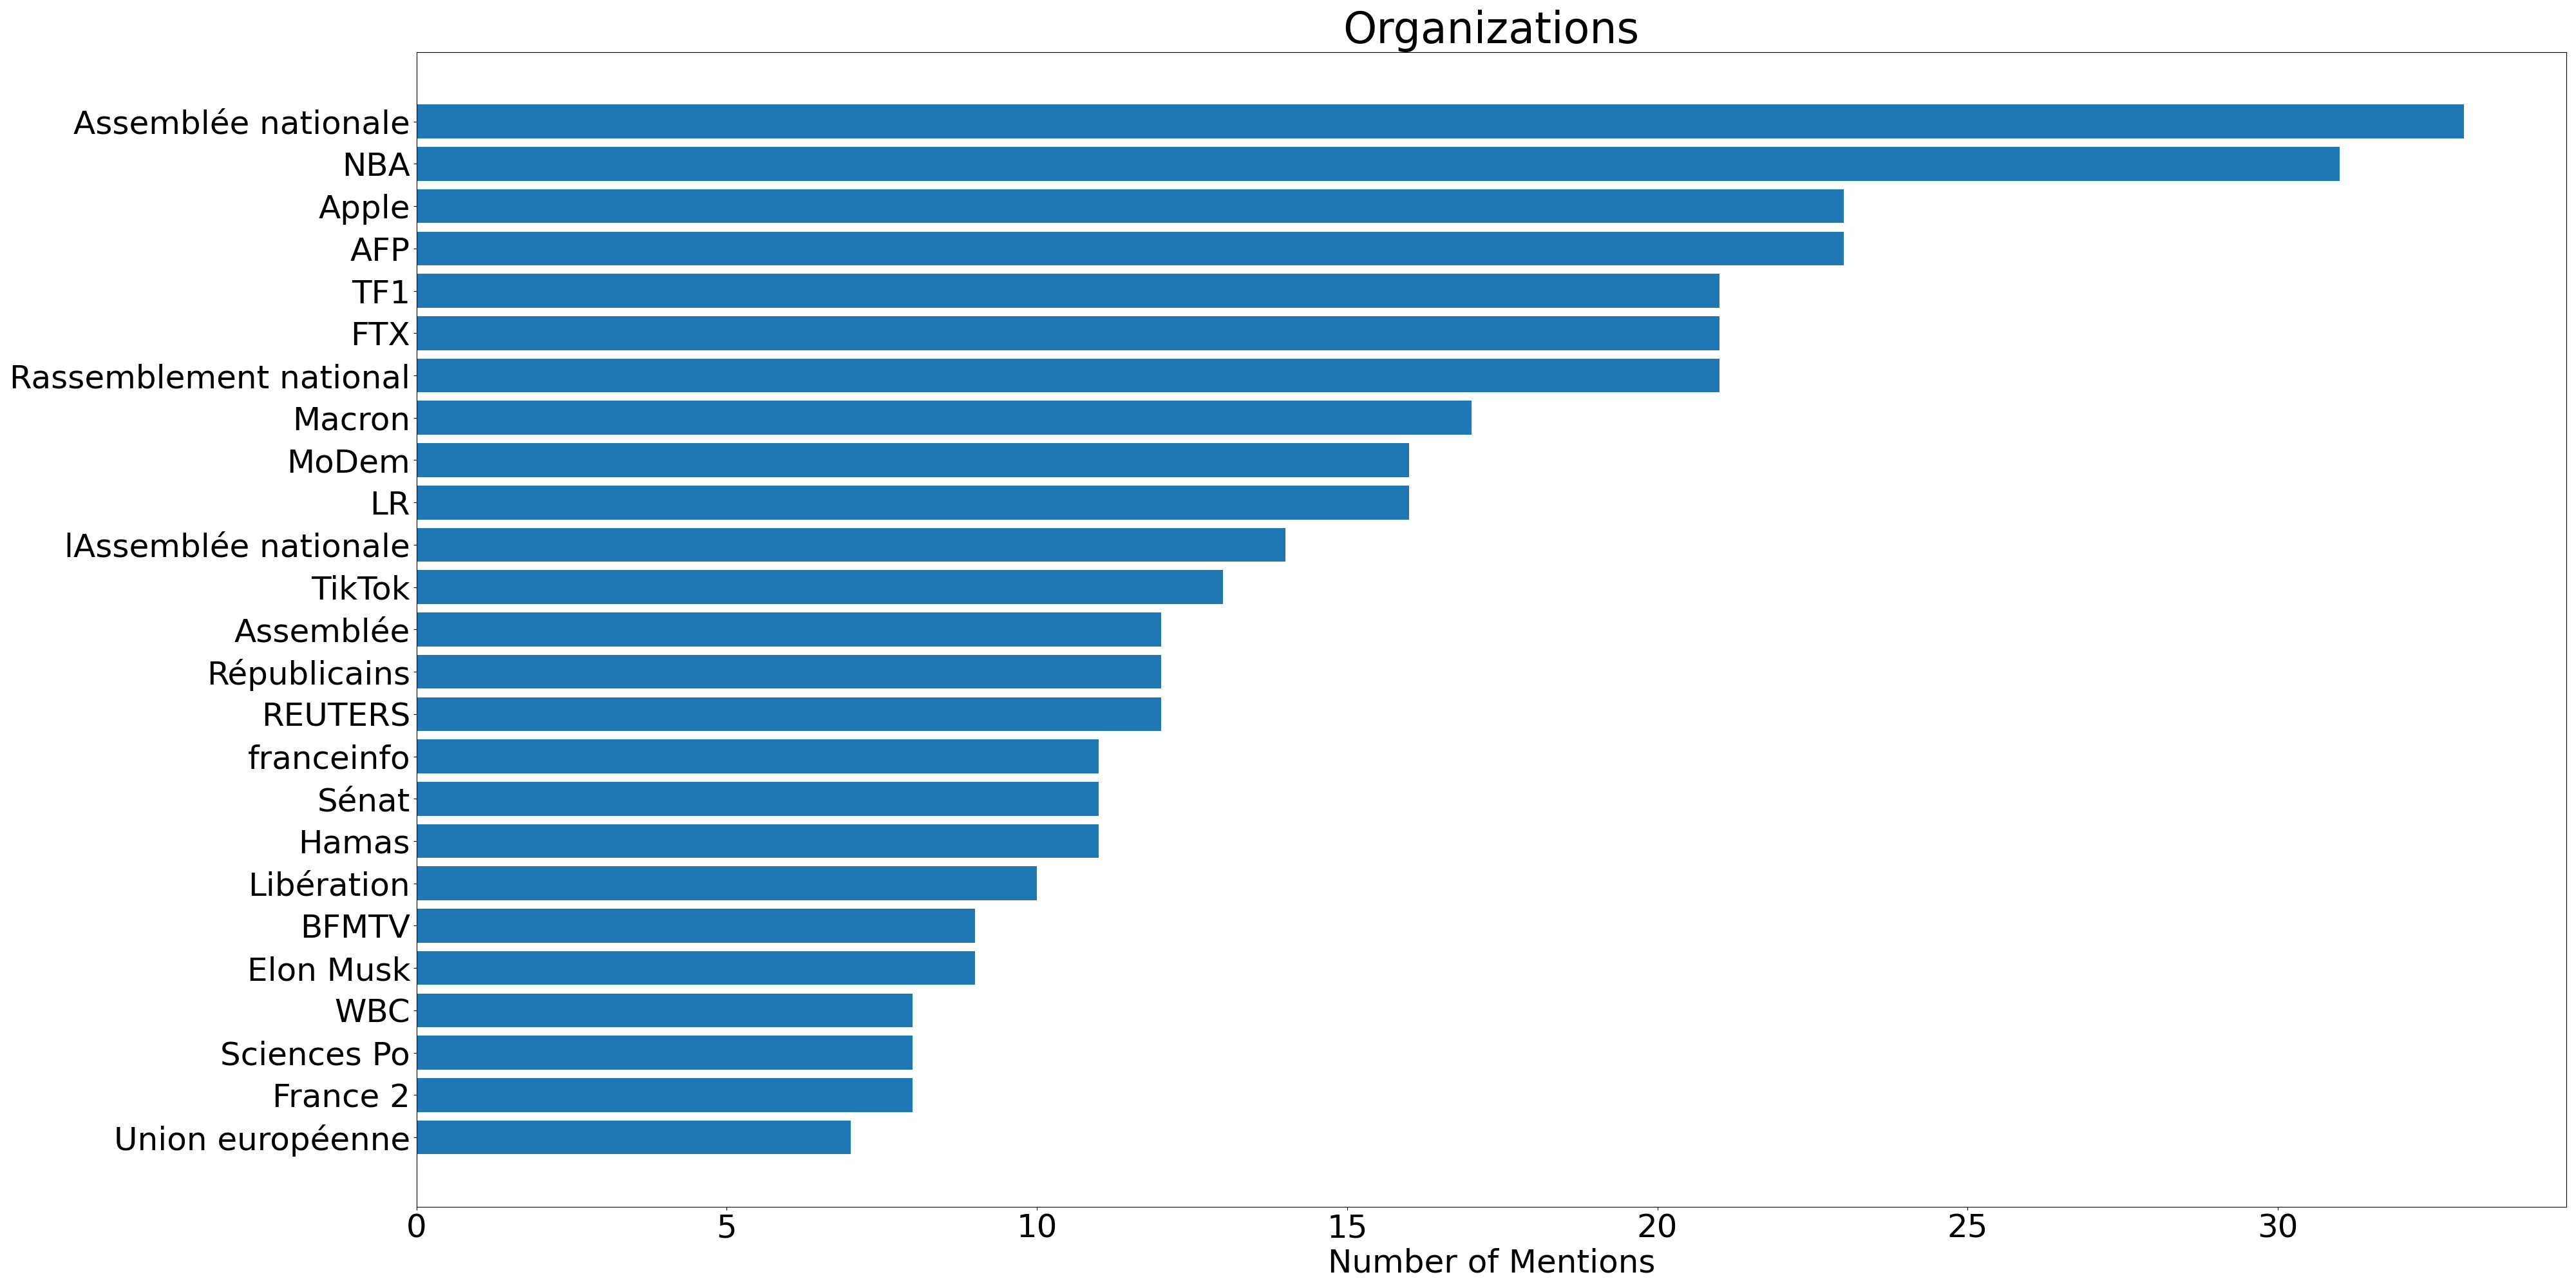 Organizations
Assemblée nationale
NBA
Apple
AFP
TF1
FTX
Rassemblement national
Macron
MoDem
LR
lAssemblée nationale
TikTok
Assemblée
Républicains
REUTERS
franceinfo
Sénat
Hamas
Libération
BFMTV
Elon Musk
WBC
Sciences Po
France 2
Union européenne
0 5 10 15 20 25 30
Number of Mentions